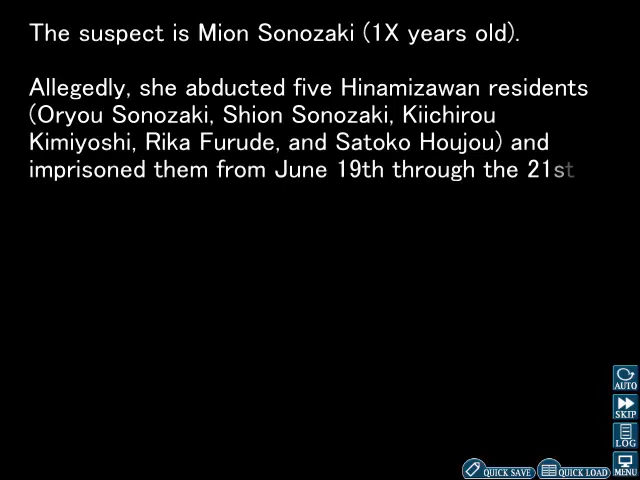 The suspect is Mion Sonozaki (1X years old).
Allegedly, she abducted five Hinamizawan residents
(Oryou Sonozaki, Shion Sonozaki, Kiichirou
Kimiyoshi, Rika Furude, and Satoko Houjou) and
imprisoned them from June 19th through the 21st
AUTO
SKIP
LOG
MENU
QUICK SAVE
QUICK LOAD